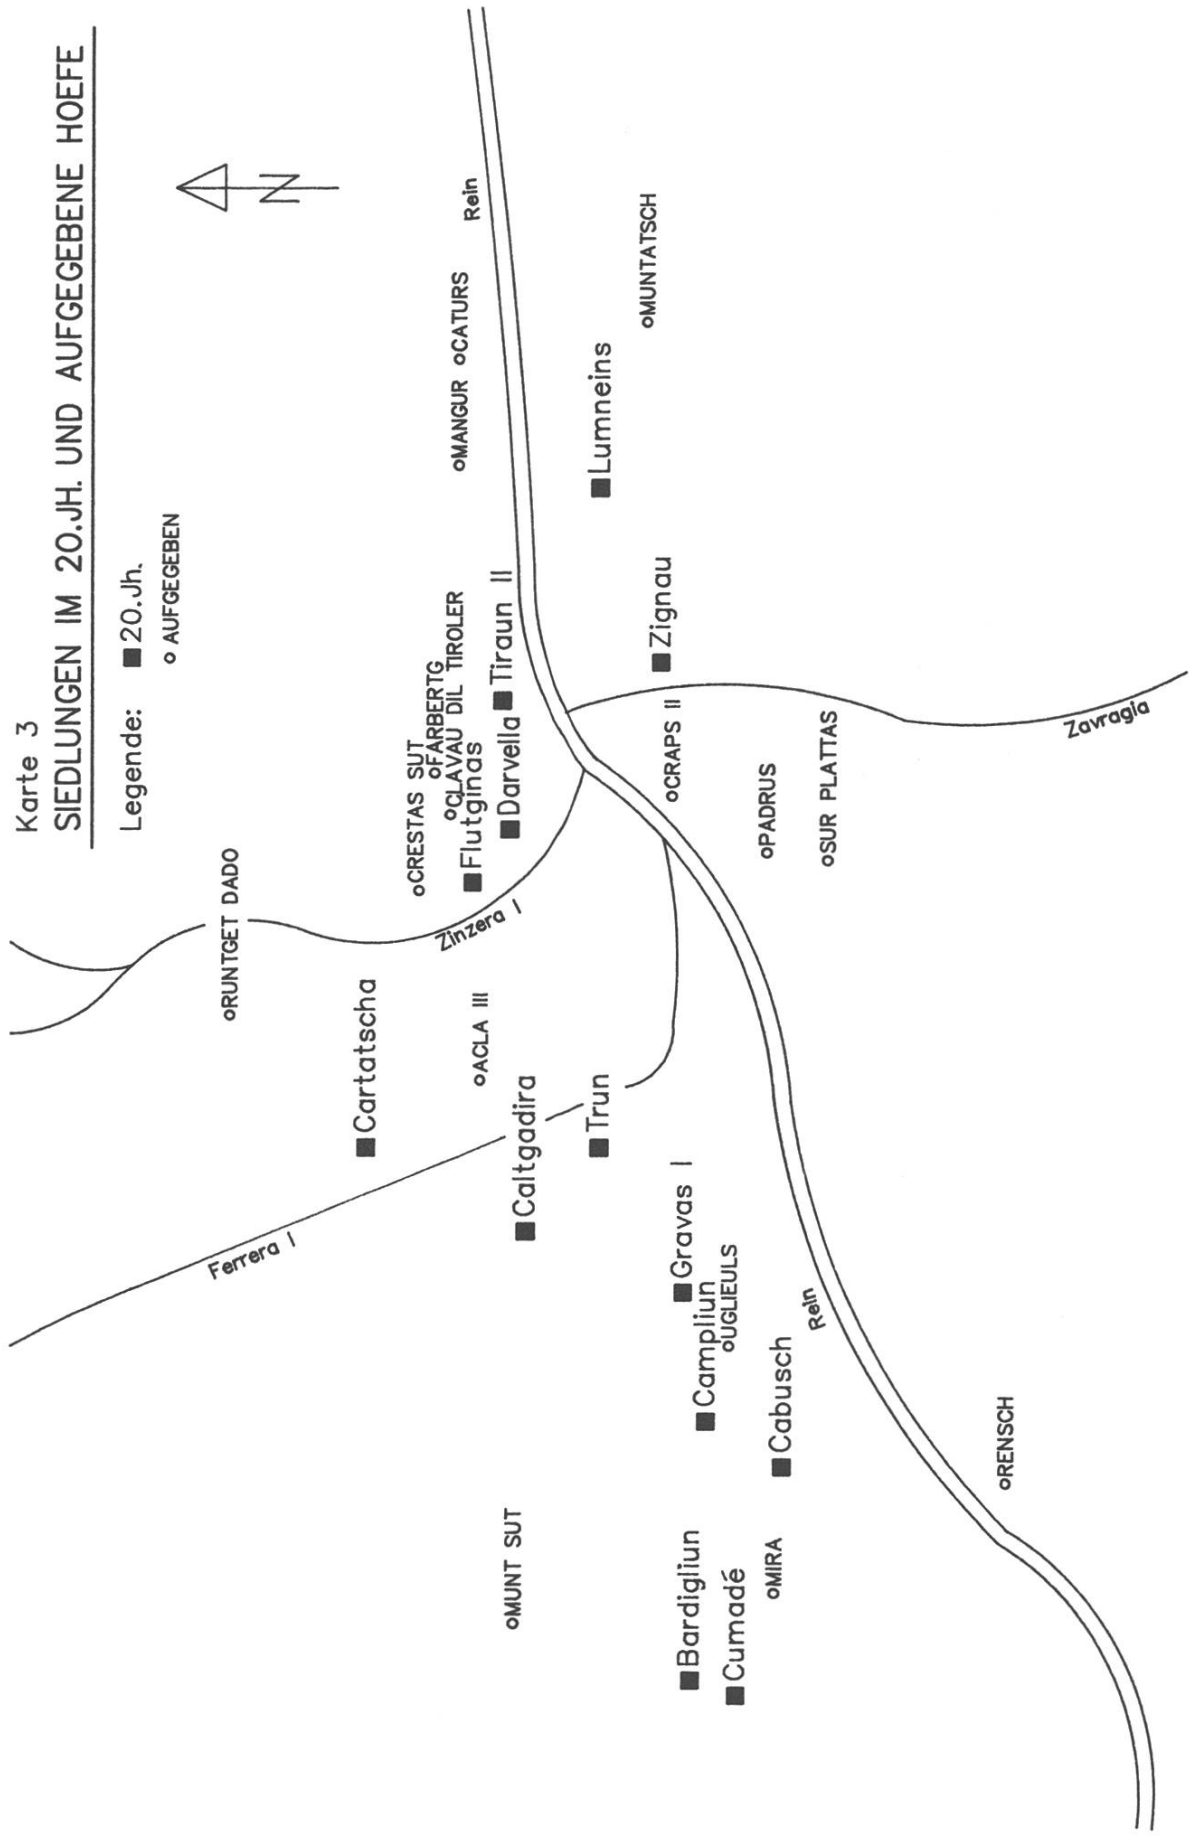 Karte 3
SIEDLUNGEN IM 20.JH. UND AUFGEGEBENE HOEFE
Legende: 20.Jh.
AUFGEGEBEN
N
RUNTGET DADO
Ferrera I
Cartatscha
CRESTAS SUT
FARBERTG
CLAVAU DIL TIROLER
Flutginas
Zinzera I
MANGUR
CATURS
Rein
ACLA III
Darvella
Tiraun II
MUNT SUT
Caltgadira
Trun
Lumneins
MUNTATSCH
Zignau
CRAPS II
Gravas I
Bardigliun
Campliun
UGLIEULS
Cumadé
MIRA
Cabusch
Rein
PADRUS
SUR PLATTAS
RENSCH
Zavragia